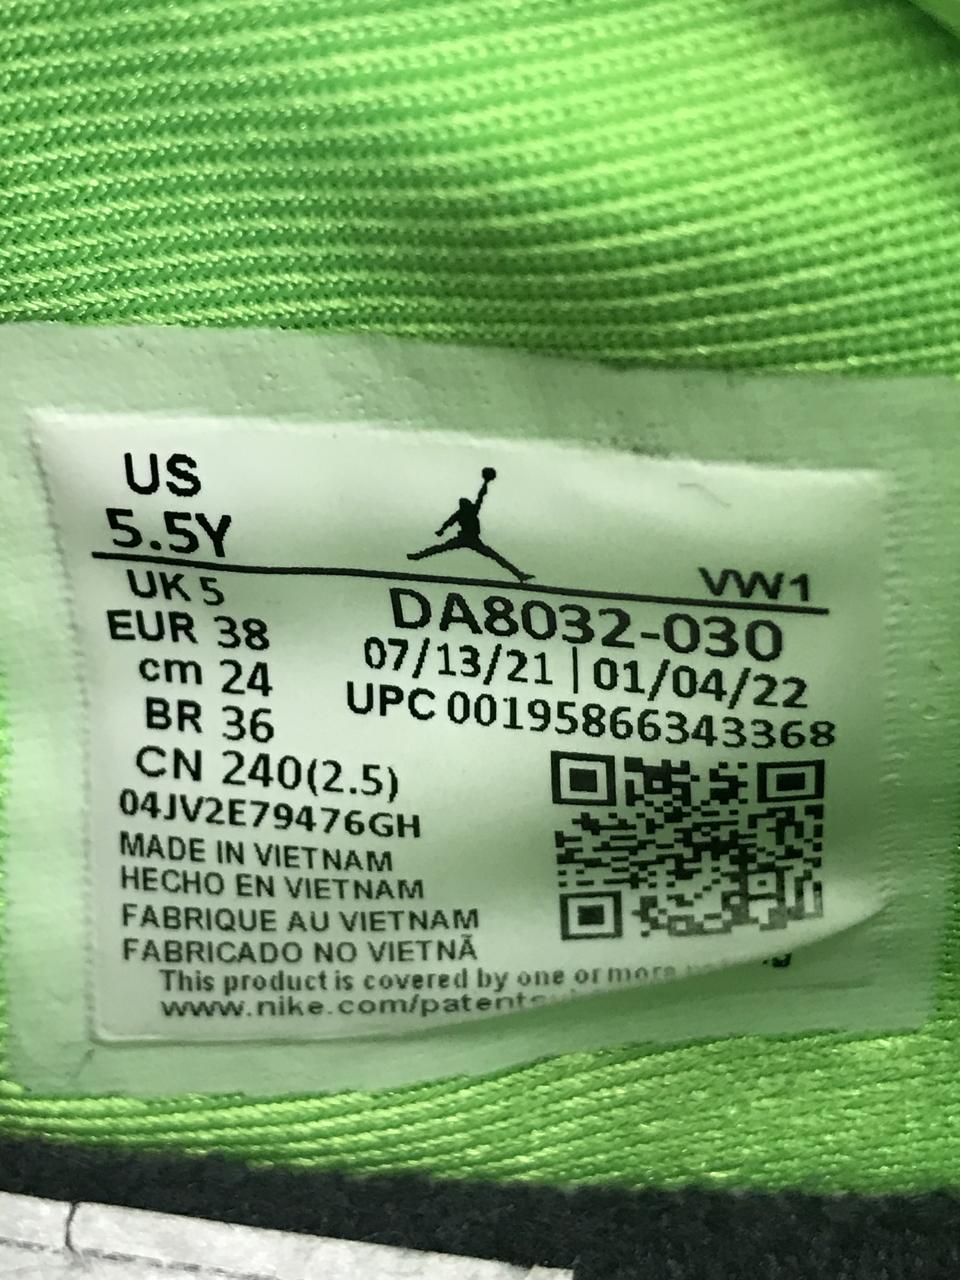 US
5.5Y
VW1
UK 5
DA8032-030
EUR 38
07/13/21 | 01/04/22
cm 24
UPC 00195866343368
BR 36
CN 240(2.5)
04JV2E79476GH
MADE IN VIETNAM
HECHO EN VIETNAM
FABRIQUE AU VIETNAM
FABRICADO NO VIETNÃ
This product is covered by one or more
www.nike.com/patents